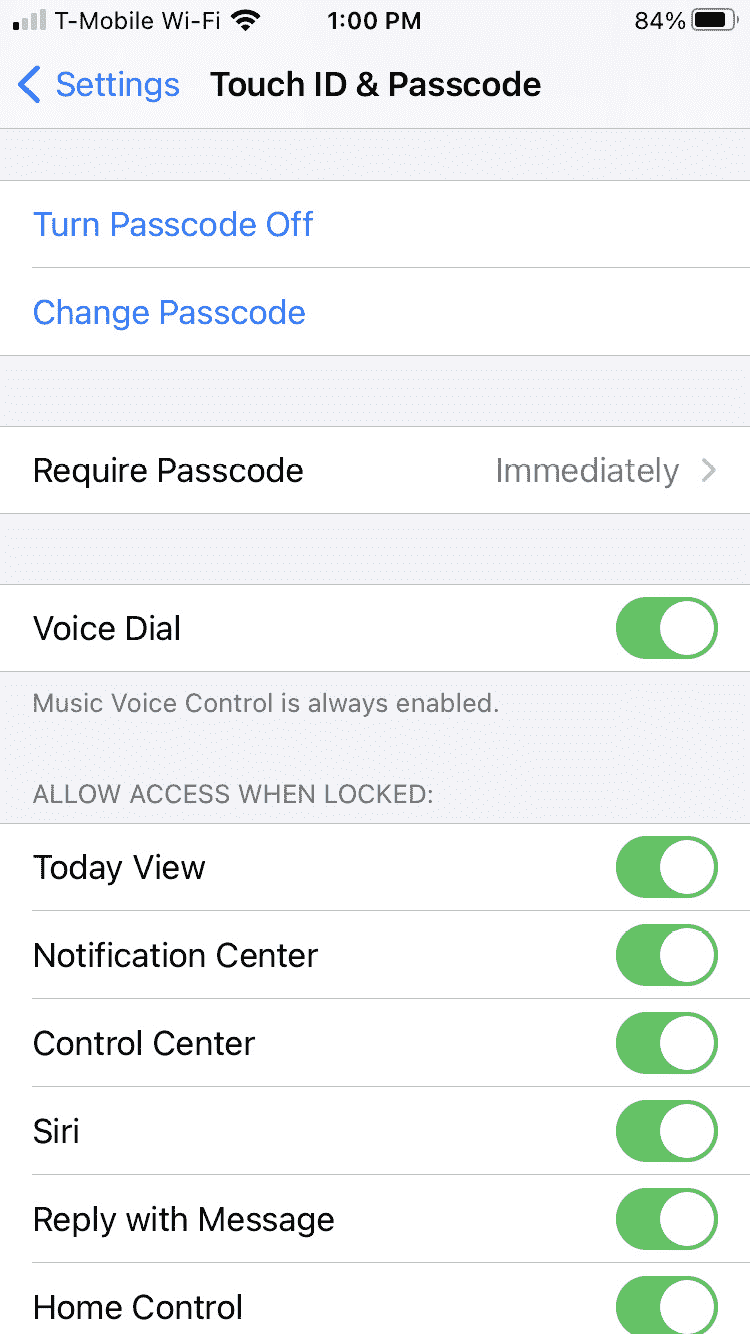 T-Mobile Wi-Fi 1:00 PM 84%
Settings Touch ID & Passcode
Turn Passcode Off
Change Passcode
Require Passcode Immediately
Voice Dial
Music Voice Control is always enabled.
ALLOW ACCESS WHEN LOCKED:
Today View
Notification Center
Control Center
Siri
Reply with Message
Home Control